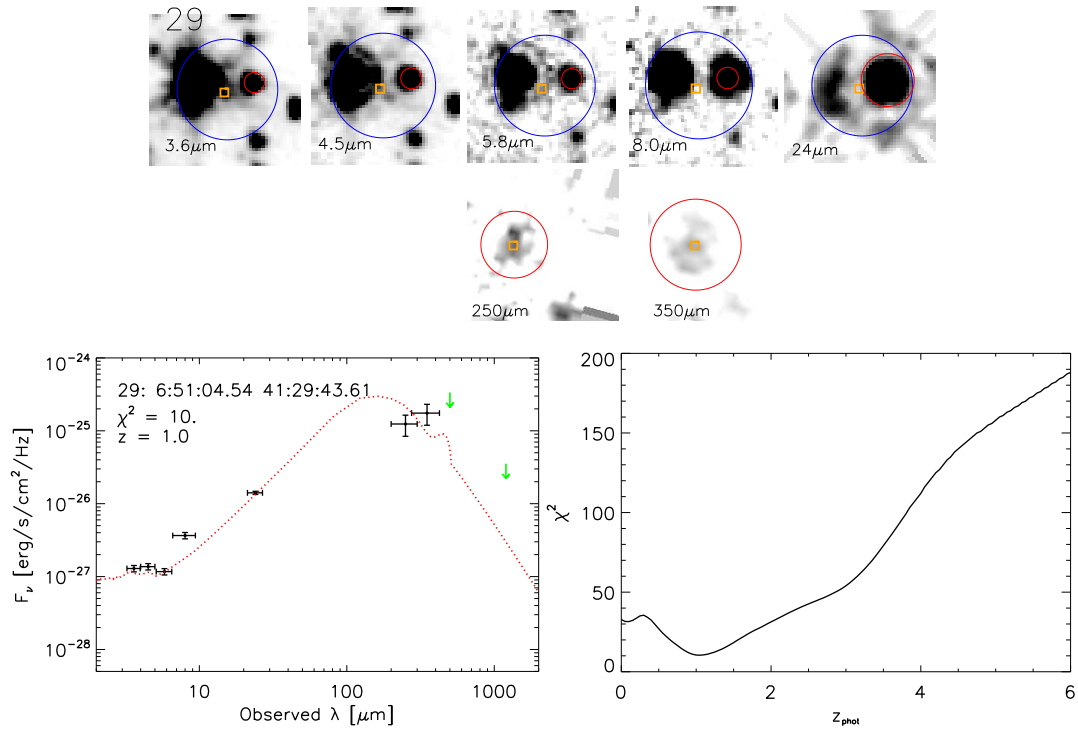 29
3.6μm
4.5μm
5.8μm
8.0μm
24μm
250μm
350μm
29: 6:51:04.54 41:29:43.61
χ² = 10.
z = 1.0
10⁻²⁴
10⁻²⁵
10⁻²⁶
10⁻²⁷
10⁻²⁸
F_ν [erg/s/cm²/Hz]
10
100
1000
Observed λ [μm]
200
150
100
50
0
χ²
0
2
4
6
z_phot